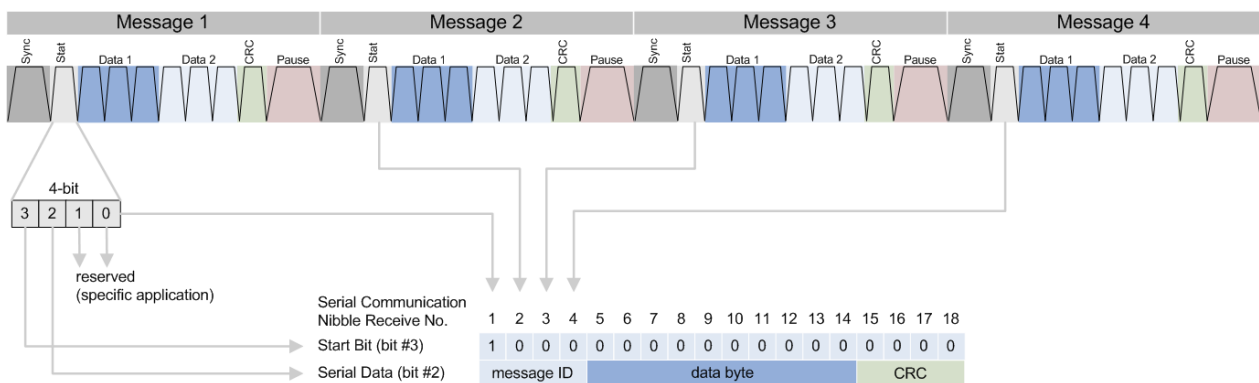 Message 1 Message 2 Message 3 Message 4
Sync Stat Data 1 Data 2 CRC Pause Sync Stat Data 1 Data 2 CRC Pause Sync Stat Data 1 Data 2 CRC Pause Sync Stat Data 1 Data 2 CRC Pause
4-bit
3 2 1 0
reserved
(specific application)
Serial Communication
Nibble Receive No. 1 2 3 4 5 6 7 8 9 10 11 12 13 14 15 16 17 18
Start Bit (bit #3) 1 0 0 0 0 0 0 0 0 0 0 0 0 0 0 0 0 0
Serial Data (bit #2) message ID data byte CRC